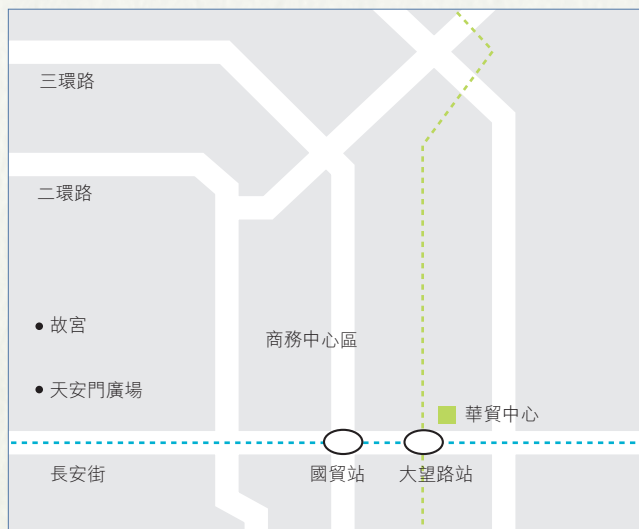 三環路
二環路
故宮
商務中心區
天安門廣場
華貿中心
長安街
國貿站
大望路站